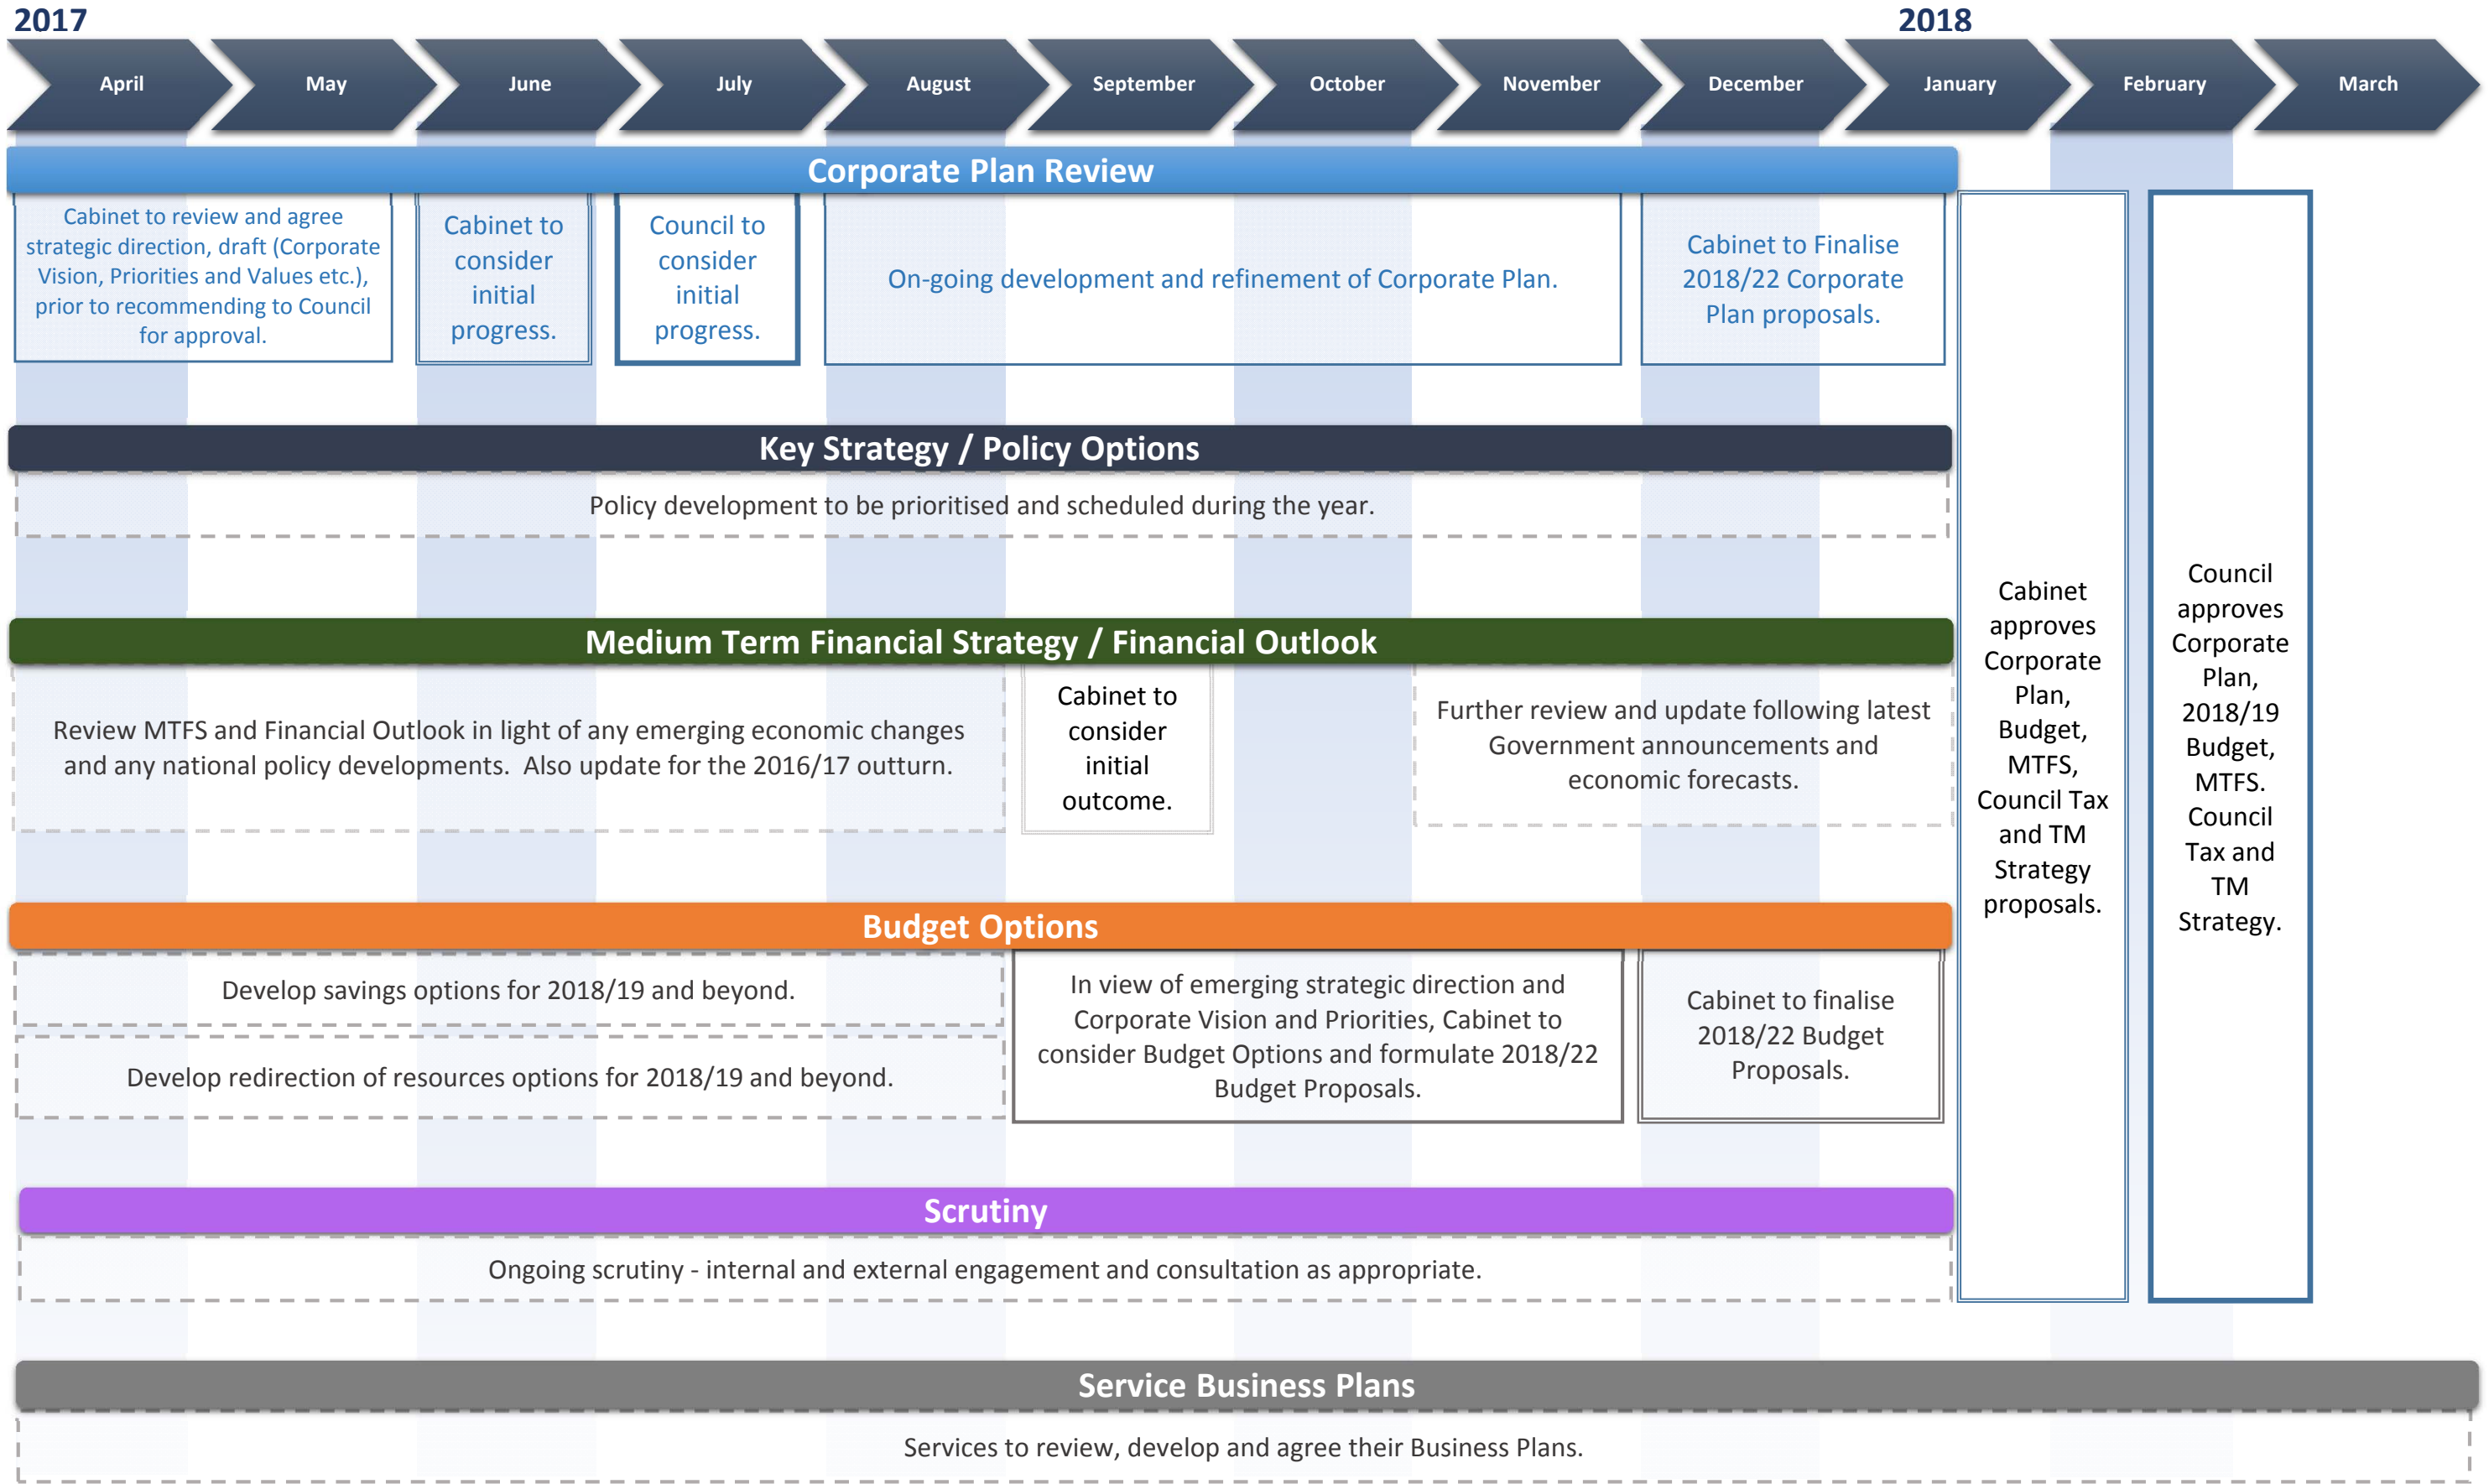 2017
2018
April
May
June
July
August
September
October
November
December
January
February
March
Corporate Plan Review
Cabinet to review and agree
strategic direction, draft (Corporate
Vision, Priorities and Values etc.),
prior to recommending to Council
for approval.
Cabinet to
consider
initial
progress.
Council to
consider
initial
progress.
On-going development and refinement of Corporate Plan.
Cabinet to Finalise
2018/22 Corporate
Plan proposals.
Key Strategy / Policy Options
Policy development to be prioritised and scheduled during the year.
Medium Term Financial Strategy / Financial Outlook
Review MTFS and Financial Outlook in light of any emerging economic changes
and any national policy developments.  Also update for the 2016/17 outturn.
Cabinet to
consider
initial
outcome.
Further review and update following latest
Government announcements and
economic forecasts.
Budget Options
Develop savings options for 2018/19 and beyond.
Develop redirection of resources options for 2018/19 and beyond.
In view of emerging strategic direction and
Corporate Vision and Priorities, Cabinet to
consider Budget Options and formulate 2018/22
Budget Proposals.
Cabinet to finalise
2018/22 Budget
Proposals.
Scrutiny
Ongoing scrutiny - internal and external engagement and consultation as appropriate.
Cabinet
approves
Corporate
Plan,
Budget,
MTFS,
Council Tax
and TM
Strategy
proposals.
Council
approves
Corporate
Plan,
2018/19
Budget,
MTFS.
Council
Tax and
TM
Strategy.
Service Business Plans
Services to review, develop and agree their Business Plans.